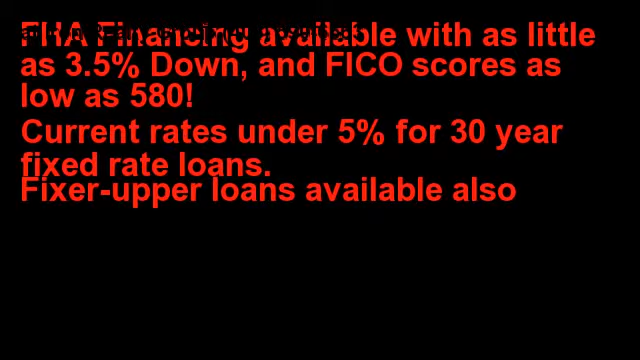 FHA Financing available with as little
as 3.5% Down, and FICO scores as
low as 580!
Current rates under 5% for 30 year
fixed rate loans.
Fixer-upper loans available also